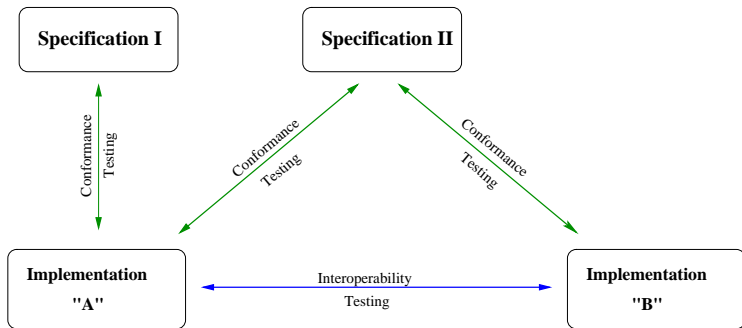 Specification I
Specification II
Conformance
Testing
Conformance
Testing
Conformance
Testing
Implementation
"A"
Interoperability
Testing
Implementation
"B"